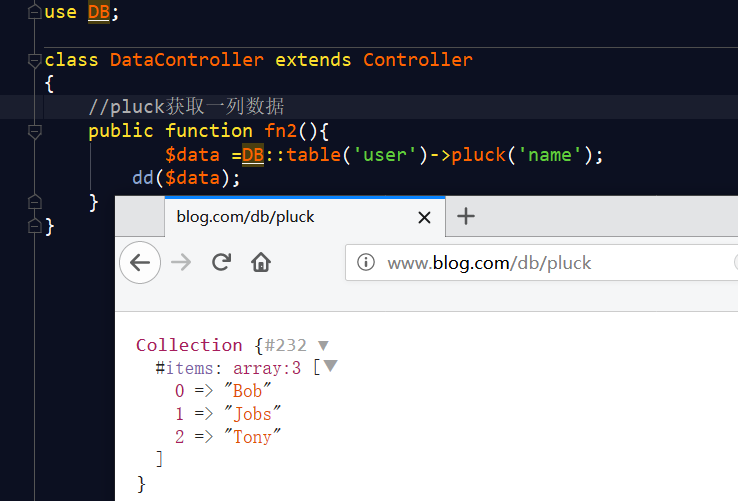 use DB;
class DataController extends Controller
{
//pluck获取一列数据
public function fn2(){
$data =DB::table('user')->pluck('name');
dd($data);
}
}
blog.com/db/pluck
www.blog.com/db/pluck
Collection {#232 ▼
#items: array:3 [▼
0 => "Bob"
1 => "Jobs"
2 => "Tony"
]
}